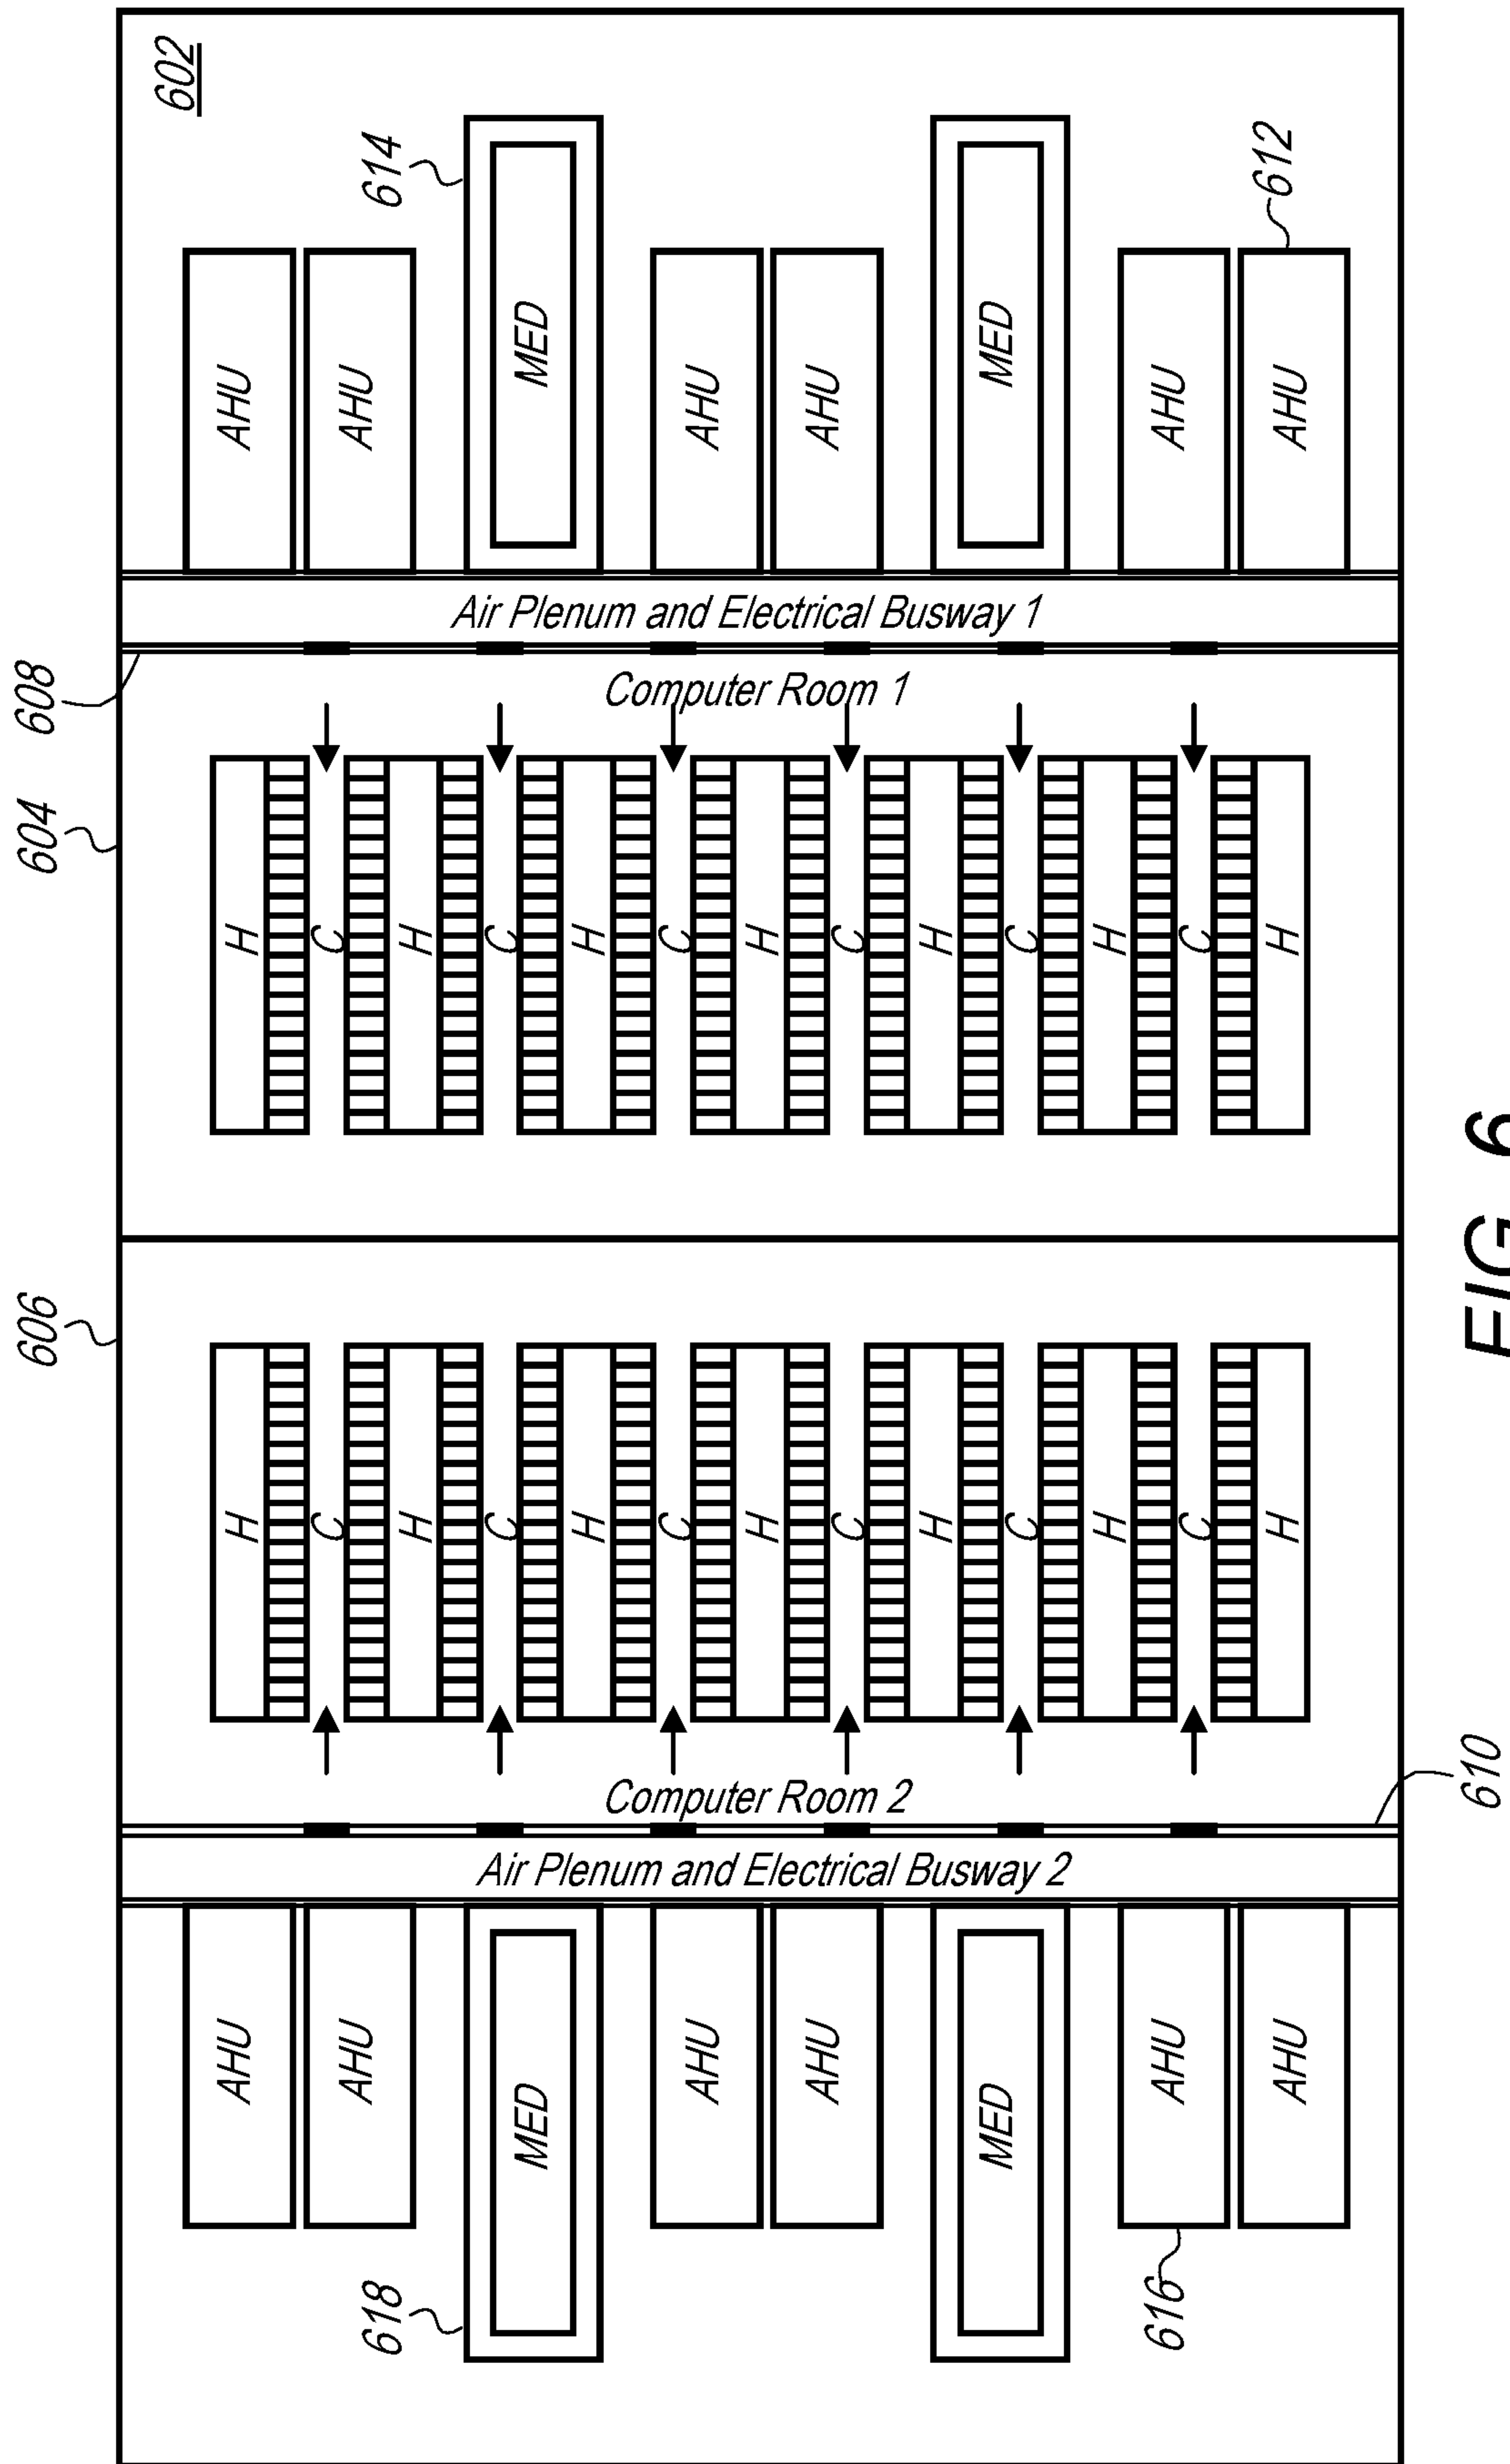 602
614
612
AHU
AHU
MED
AHU
AHU
MED
AHU
AHU
Air Plenum and Electrical Busway 1
608
Computer Room 1
604
H
C
H
C
H
C
H
C
H
C
H
C
H
FIG. 6
606
H
C
H
C
H
C
H
C
H
C
H
C
H
610
Computer Room 2
Air Plenum and Electrical Busway 2
AHU
AHU
MED
AHU
AHU
MED
AHU
AHU
618
616